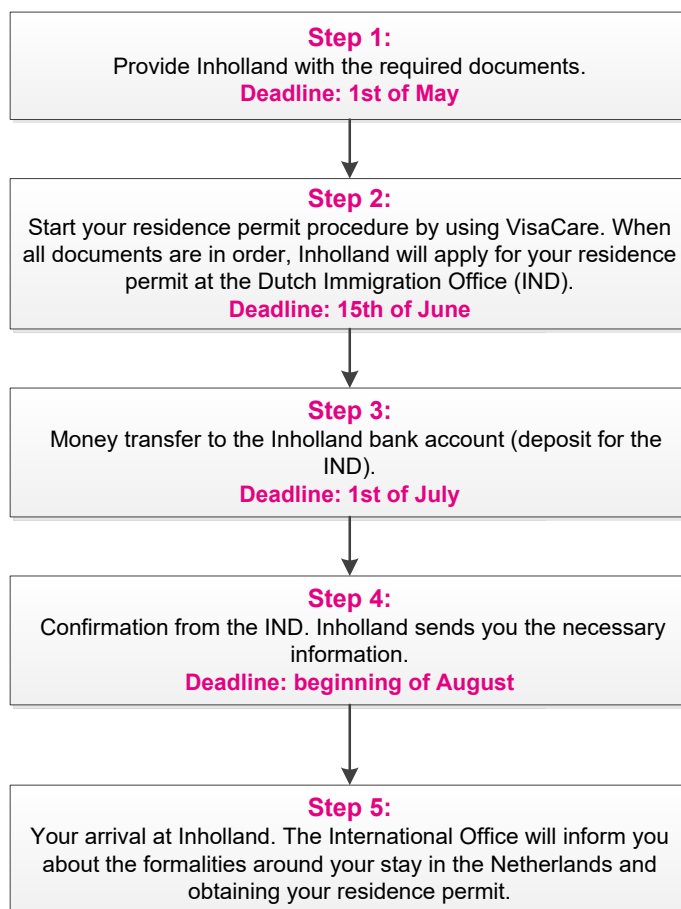 Step 1:
Provide Inholland with the required documents.
Deadline: 1st of May
Step 2:
Start your residence permit procedure by using VisaCare. When
all documents are in order, Inholland will apply for your residence
permit at the Dutch Immigration Office (IND).
Deadline: 15th of June
Step 3:
Money transfer to the Inholland bank account (deposit for the
IND).
Deadline: 1st of July
Step 4:
Confirmation from the IND. Inholland sends you the necessary
information.
Deadline: beginning of August
Step 5:
Your arrival at Inholland. The International Office will inform you
about the formalities around your stay in the Netherlands and
obtaining your residence permit.